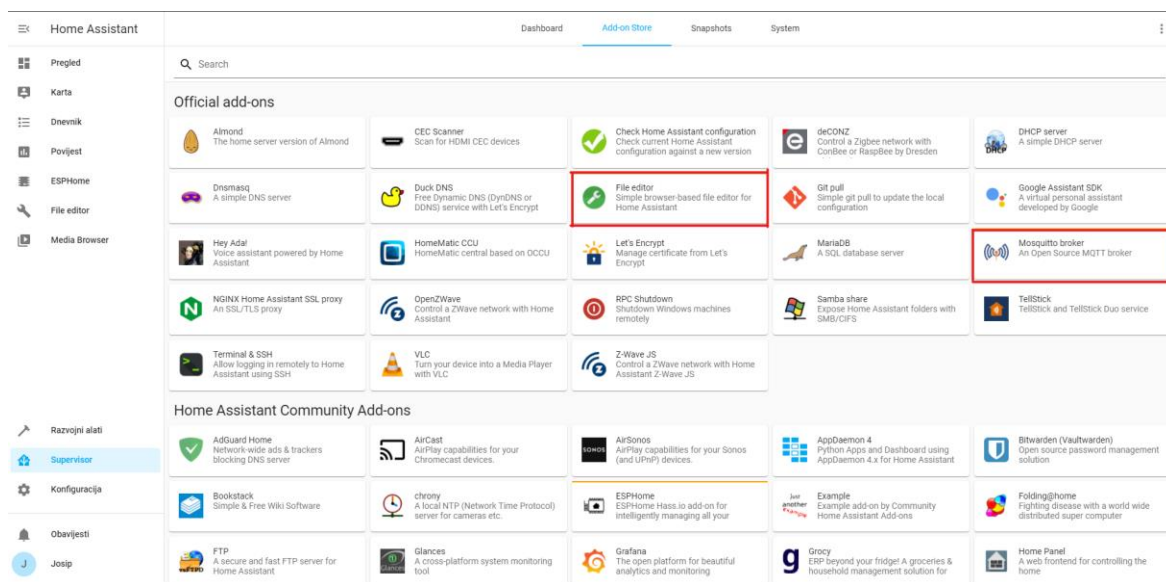 Home Assistant
Dashboard
Add-on Store
Snapshots
System
Pregled
Karta
Dnevnik
Povijest
ESPHome
File editor
Media Browser
Razvojni alati
Supervisor
Konfiguracija
Obavijesti
J
Josip
Search
Official add-ons
Almond
The home server version of Almond
CEC Scanner
Scan for HDMI CEC devices
Check Home Assistant configuration
Check current Home Assistant
configuration against a new version
deCONZ
Control a Zigbee network with
ConBee or RaspBee by Dresden
DHCP
DHCP server
A simple DHCP server
Dnsmasq
A simple DNS server
Duck DNS
Free Dynamic DNS (DynDNS or
DDNS) service with Let's Encrypt
File editor
Simple browser-based file editor for
Home Assistant
Git pull
Simple git pull to update the local
configuration
Google Assistant SDK
A virtual personal assistant
developed by Google
Hey Ada!
Voice assistant powered by Home
Assistant
HomeMatic CCU
HomeMatic central based on OCCU
Let's Encrypt
Manage certificate from Let's
Encrypt
MariaDB
A SQL database server
Mosquitto broker
An Open Source MQTT broker
N
NGINX Home Assistant SSL proxy
An SSL/TLS proxy
OpenZWave
Control a ZWave network with Home
Assistant
RPC Shutdown
Shutdown Windows machines
remotely
Samba share
Expose Home Assistant folders with
SMB/CIFS
TellStick
TellStick and TellStick Duo service
Terminal & SSH
Allow logging in remotely to Home
Assistant using SSH
VLC
Turn your device into a Media Player
with VLC
Z-Wave JS
Control a ZWave network with Home
Assistant Z-Wave JS
Home Assistant Community Add-ons
AdGuard Home
Network-wide ads & trackers
blocking DNS server
AirCast
AirPlay capabilities for your
Chromecast devices.
SONOS
AirSonos
AirPlay capabilities for your Sonos
(and UPnP) devices.
AppDaemon 4
Python Apps and Dashboard using
AppDaemon 4.x for Home Assistant
Bitwarden (Vaultwarden)
Open source password management
solution
Bookstack
Simple & Free Wiki Software
chrony
A local NTP (Network Time Protocol)
server for cameras etc.
ESPHome
ESPHome Hass.io add-on for
intelligently managing all your
Just
another
Example
Example
Example add-on by Community
Home Assistant Add-ons
Folding@home
Fighting disease with a world wide
distributed super computer
FTP
A secure and fast FTP server for
Home Assistant
Glances
Glances
A cross-platform system monitoring
tool
Grafana
The open platform for beautiful
analytics and monitoring
g
Grocy
ERP beyond your fridge! A groceries &
household management solution for
Home Panel
A web frontend for controlling the
home